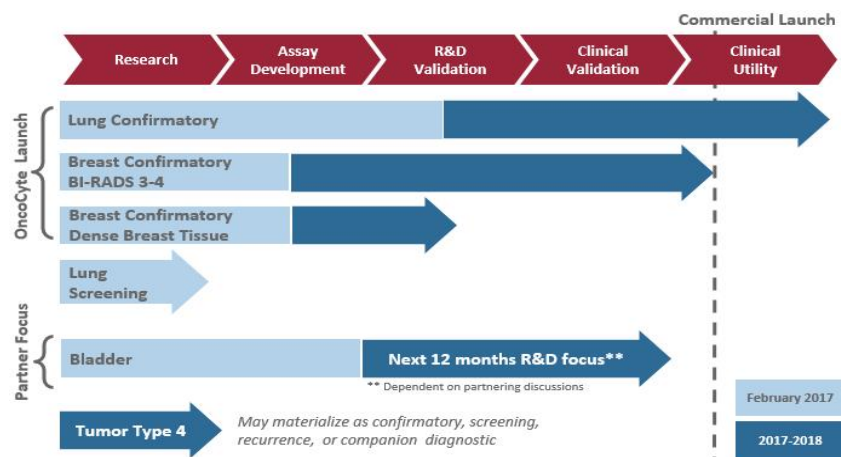 Commercial Launch
Research
Assay
Development
R&D
Validation
Clinical
Validation
Clinical
Utility
OncoCyte Launch
Lung Confirmatory
Breast Confirmatory
BI-RADS 3-4
Breast Confirmatory
Dense Breast Tissue
Lung
Screening
Partner Focus
Bladder
Next 12 months R&D focus**
** Dependent on partnering discussions
Tumor Type 4
May materialize as confirmatory, screening,
recurrence, or companion diagnostic
February 2017
2017-2018